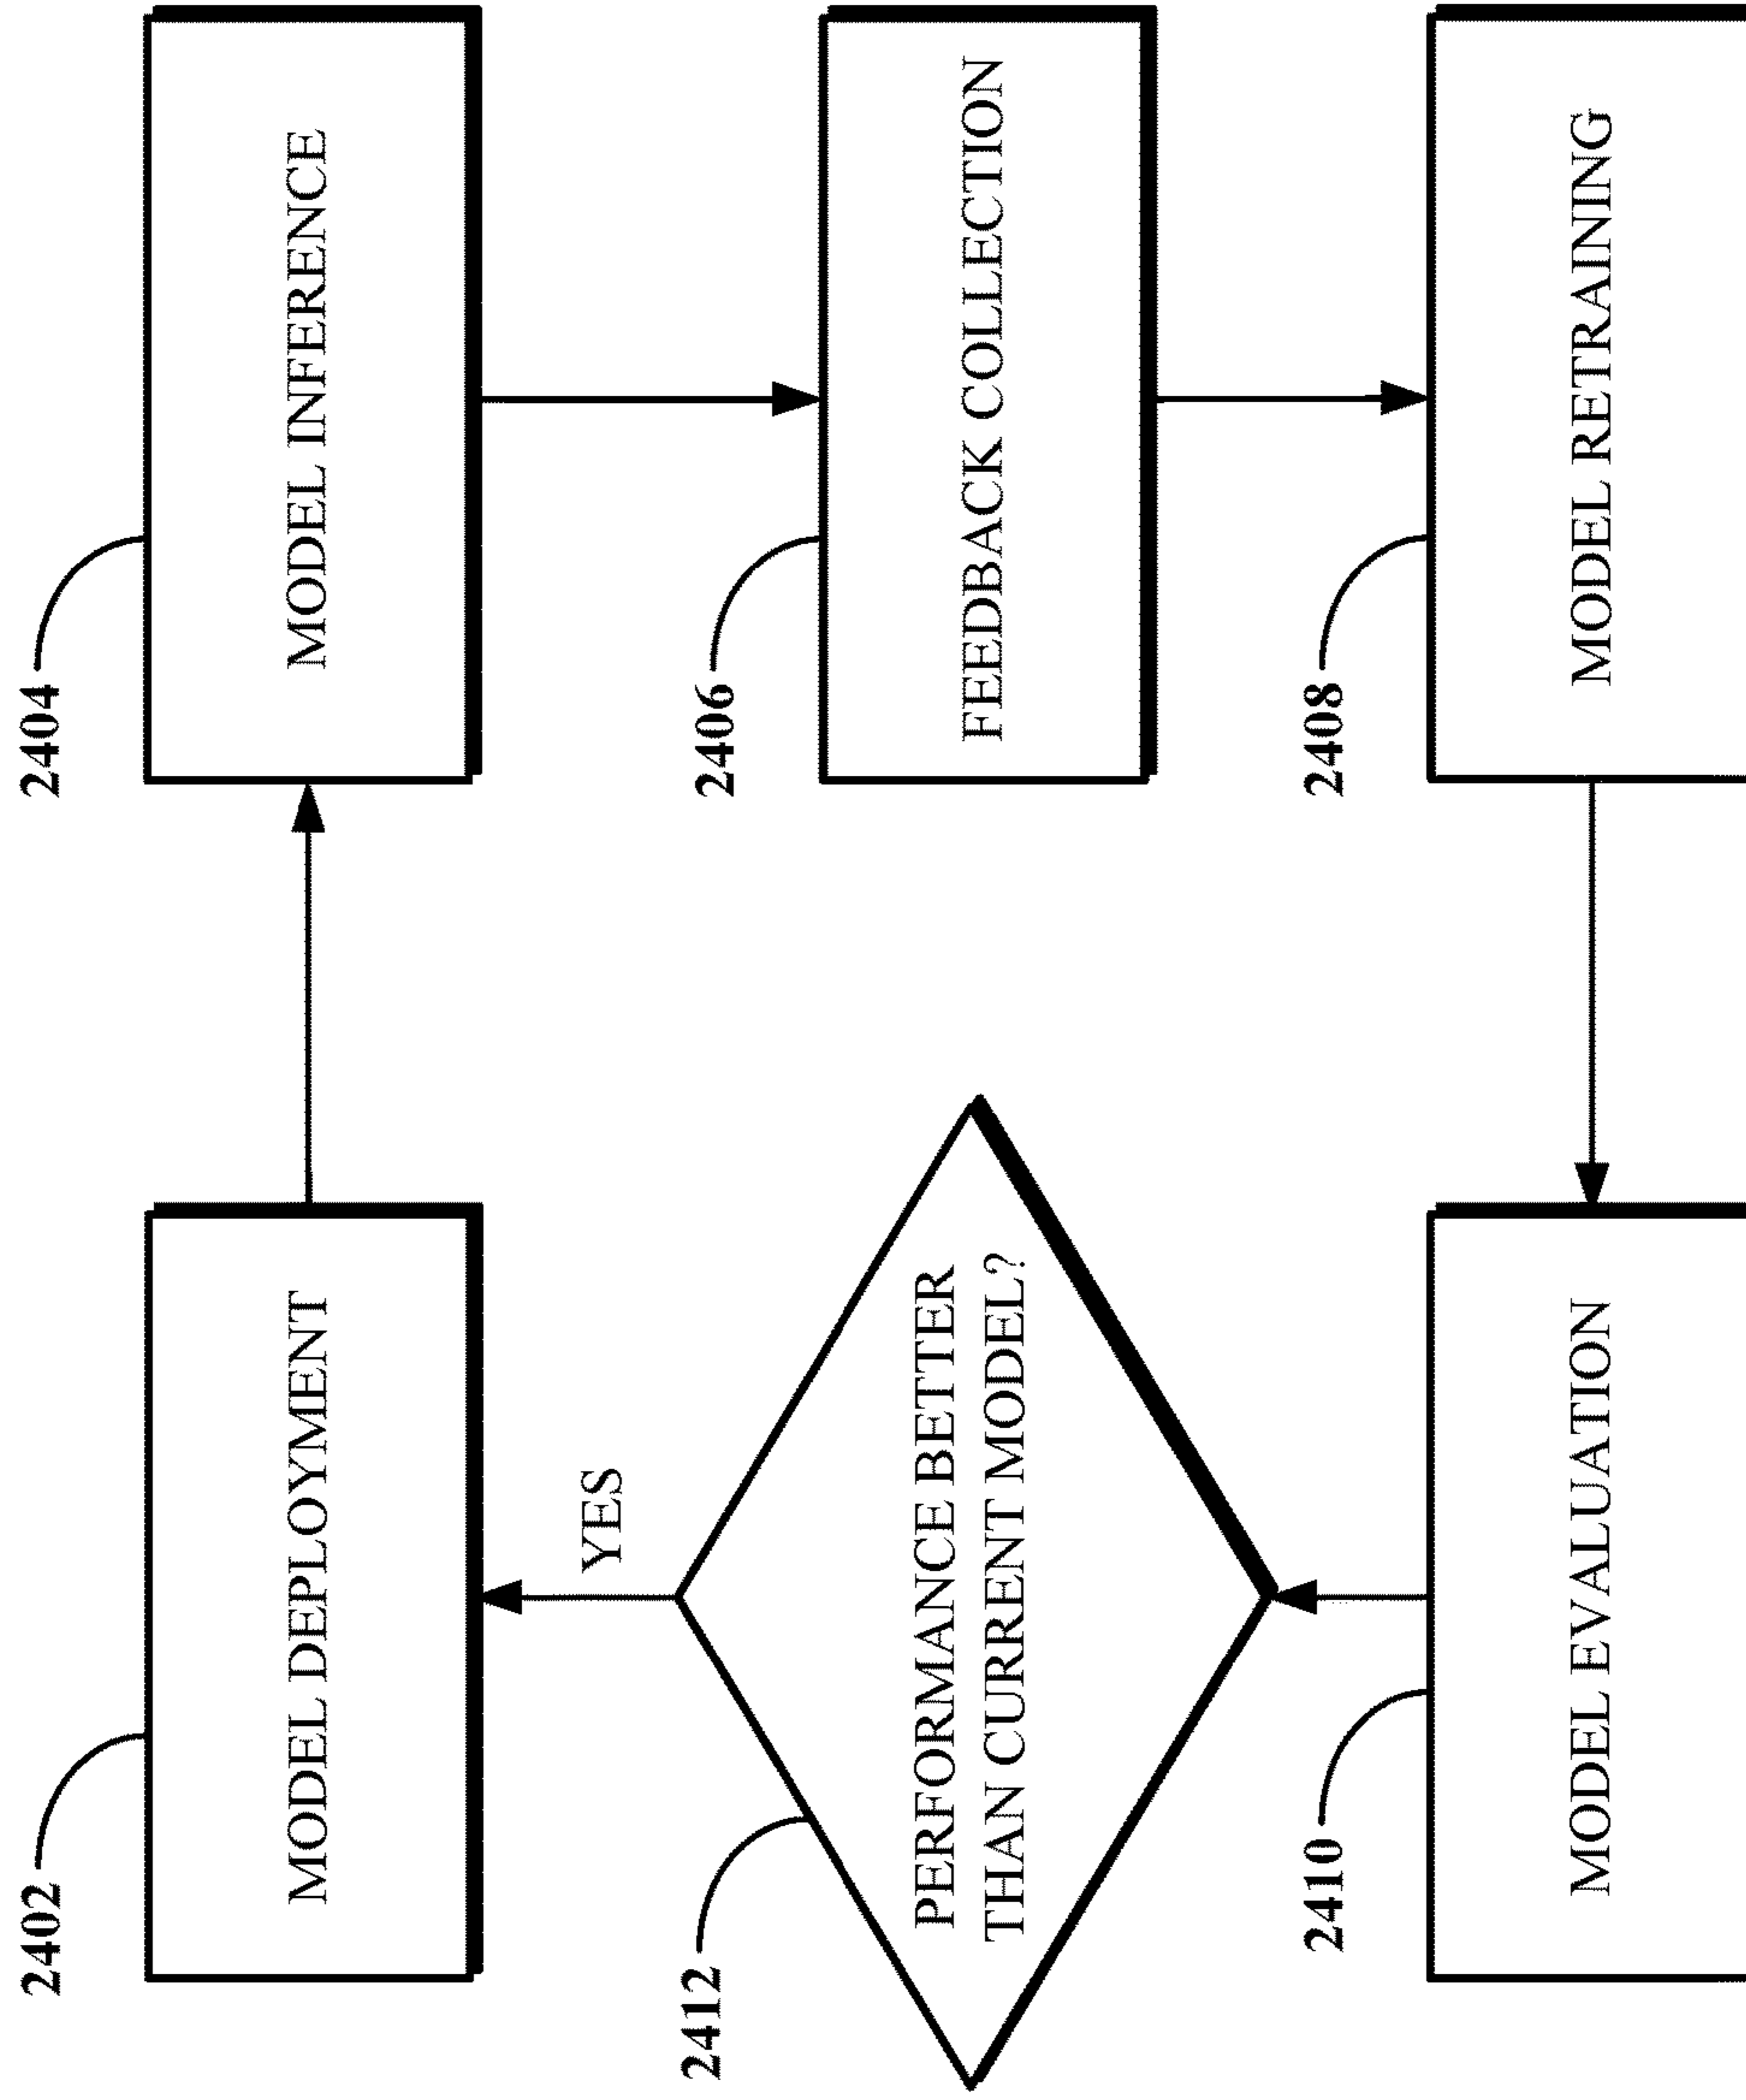 2402
MODEL DEPLOYMENT
2404
MODEL INFERENCE
2406
FEEDBACK COLLECTION
2408
MODEL RETRAINING
2410
MODEL EVALUATION
2412
PERFORMANCE BETTER
THAN CURRENT MODEL?
YES